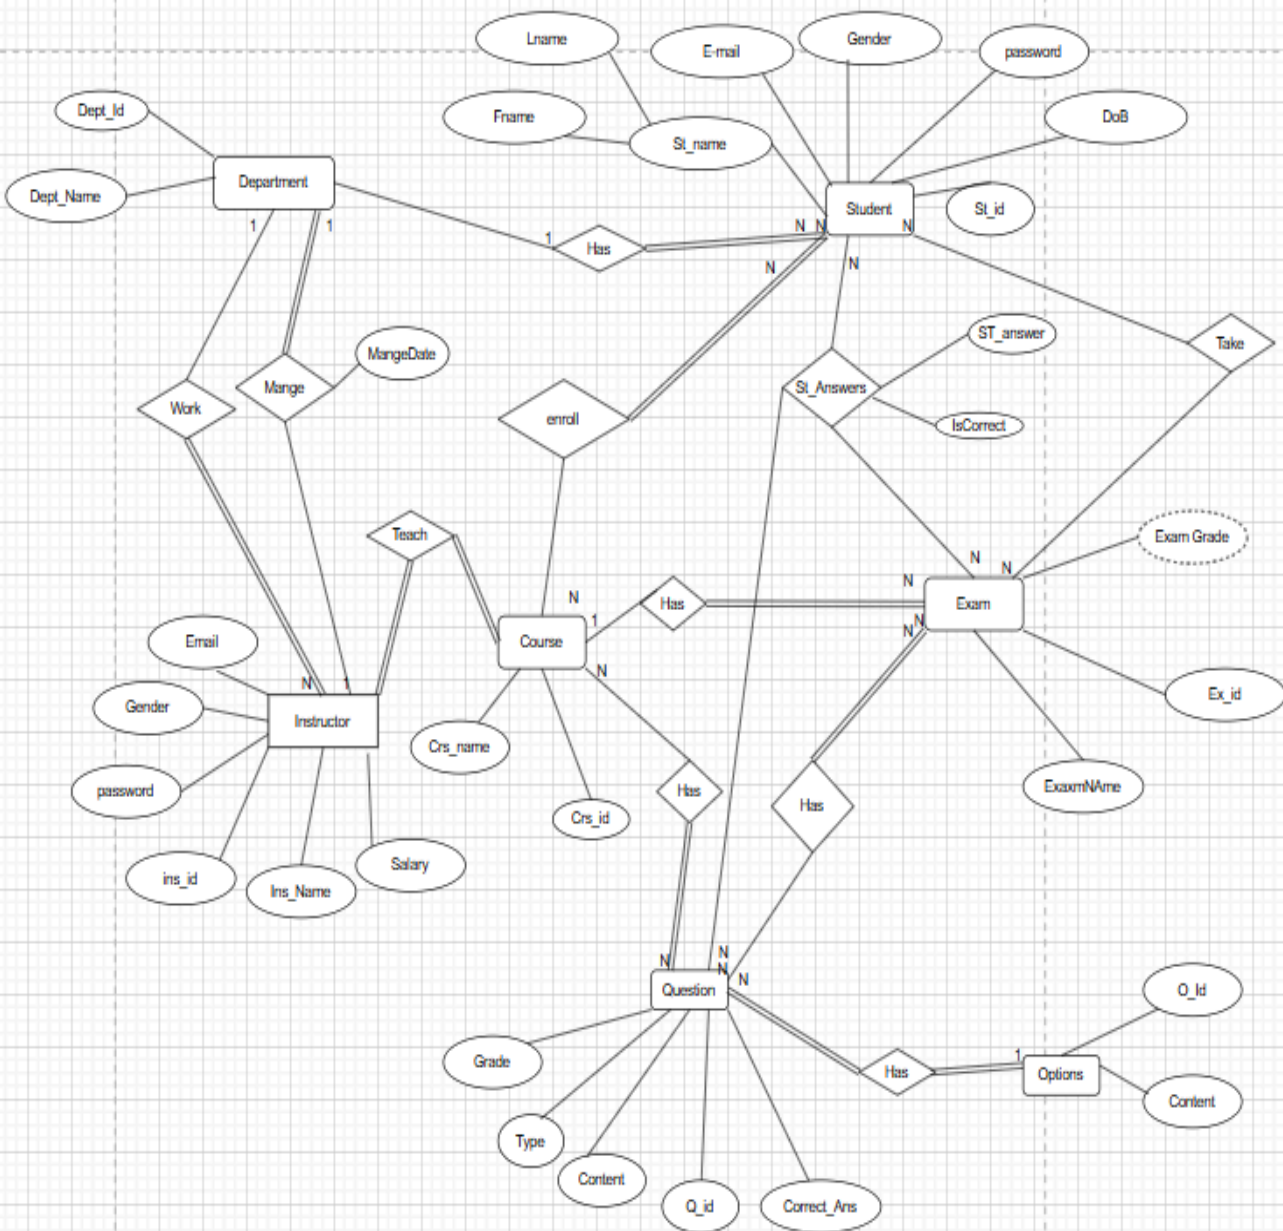 Lname
E-mail
Gender
password
Dept_Id
Fname
St_name
DoB
Dept_Name
Department
Student
St_id
1
1
1
Has
N
N
N
N
N
MangeDate
ST_answer
Take
Work
Mange
enroll
St_Answers
IsCorrect
Teach
Exam Grade
N
N
N
N
1
Has
Exam
Email
Course
N
N
N
N
1
Gender
Instructor
Ex_id
Crs_name
password
Has
Has
ExaxmNAme
Crs_id
ins_id
Ins_Name
Salary
N
N
N
N
Question
O_Id
Grade
Has
1
Options
Type
Content
Content
Q_id
Correct_Ans